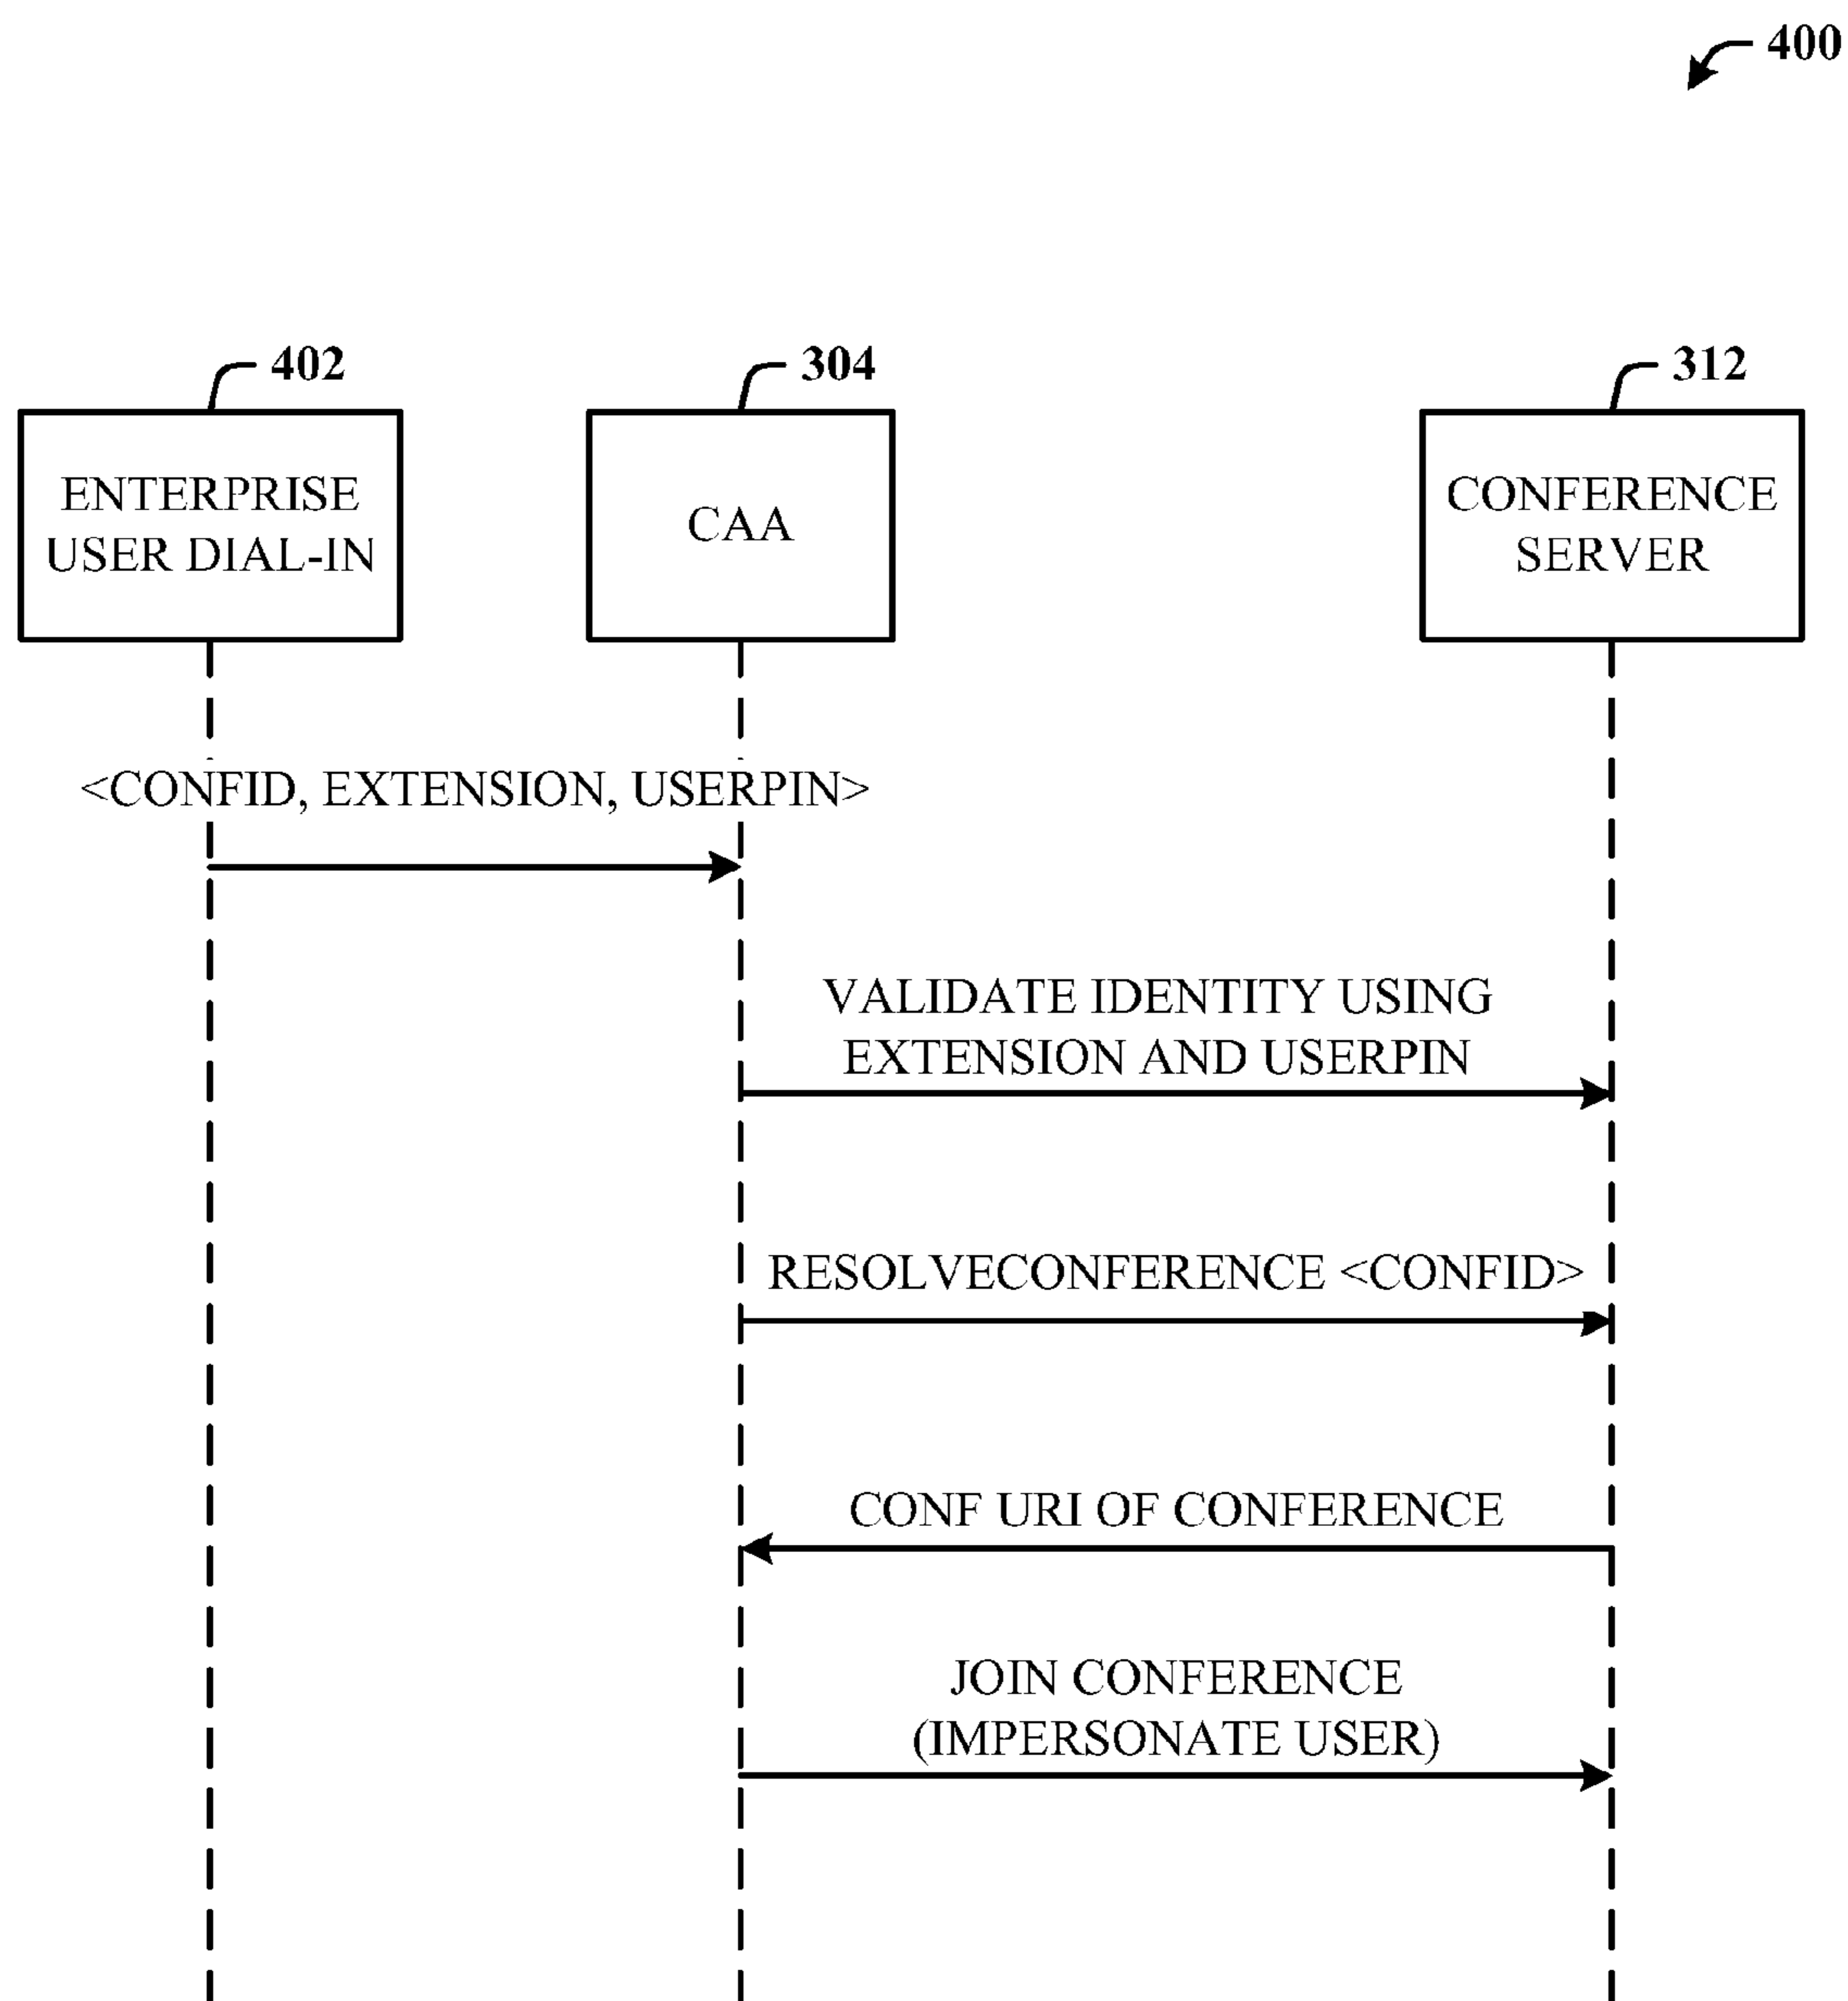 400
402
304
312
ENTERPRISE
USER DIAL-IN
CAA
CONFERENCE
SERVER
<CONFID, EXTENSION, USERPIN>
VALIDATE IDENTITY USING
EXTENSION AND USERPIN
RESOLVECONFERENCE <CONFID>
CONF URI OF CONFERENCE
JOIN CONFERENCE
(IMPERSONATE USER)